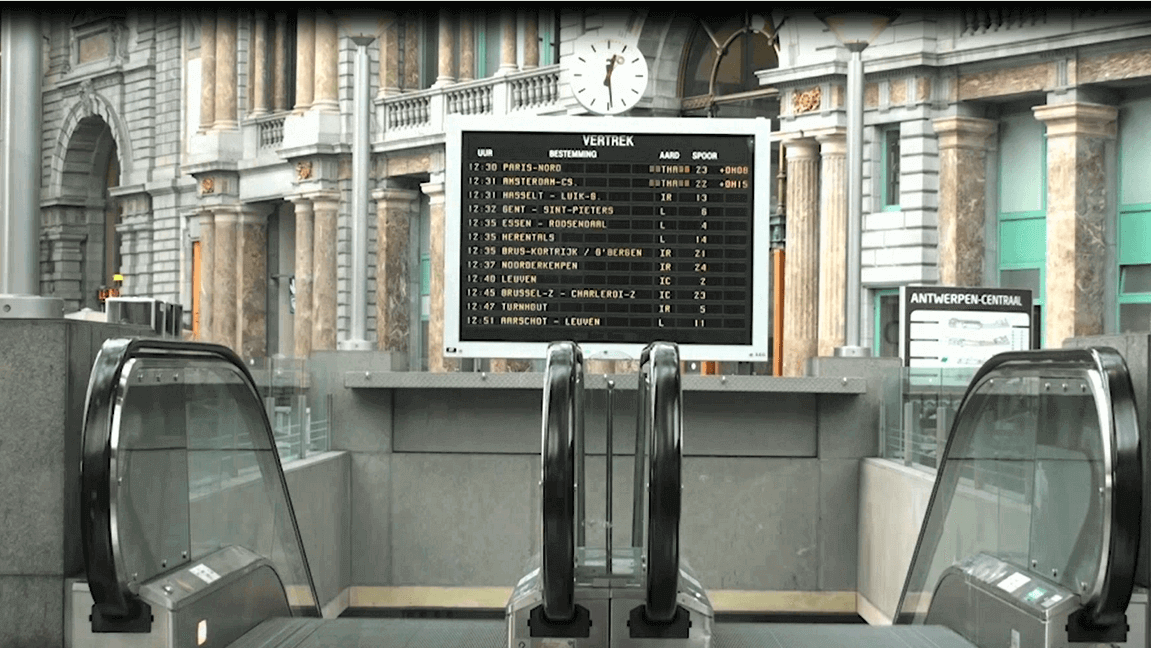 VERTREK
UUR BESTEMMING AARD SPOOR
12:30 PARIS-NORD THA 23 +0H08
12:31 AMSTERDAM-CS. THA 22 +0H15
12:31 HASSELT - LUIK-G. IR 13
12:32 GENT - SINT-PIETERS L 6
12:35 ESSEN - ROOSENDAAL L 4
12:35 HERENTALS L 14
12:35 BRUG-KORTRIJK / G'BERGEN IR 21
12:37 NOORDERKEMPEN IR 24
12:40 LEUVEN IC 2
12:45 BRUSSEL-Z - CHARLEROI-Z IC 23
12:47 TURNHOUT IR 5
12:51 AARSCHOT - LEUVEN L 11
ANTWERPEN-CENTRAAL